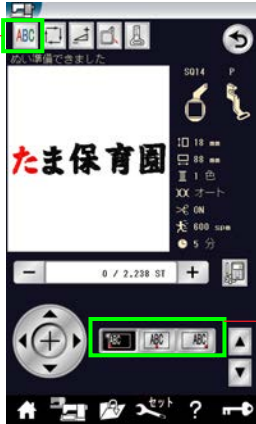 ABC
ぬい準備できました
SQ14 P
たま保育園
18 mm
88 mm
1 色
オート
ON
600 spm
5 分
− 0 / 2,238 ST +
ABC ABC ABC
セット ?